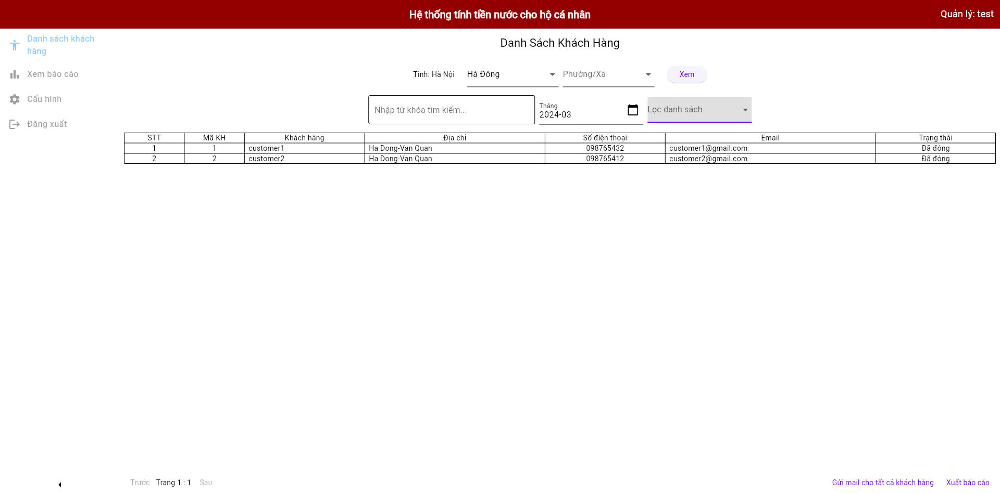 Hệ thống tính tiền nước cho hộ cá nhân
Quản lý: test
Danh sách khách
hàng
Xem báo cáo
Cấu hình
Đăng xuất
Danh Sách Khách Hàng
Tỉnh: Hà Nội Hà Đông Phường/Xã Xem
Nhập từ khóa tìm kiếm...
Tháng
2024-03
Lọc danh sách
STT Mã KH Khách hàng Địa chỉ Số điện thoại Email Trạng thái
1 1 customer1 Ha Dong-Van Quan 098765432 customer1@gmail.com Đã đóng
2 2 customer2 Ha Dong-Van Quan 098765412 customer2@gmail.com Đã đóng
Trước Trang 1 : 1 Sau
Gửi mail cho tất cả khách hàng Xuất báo cáo